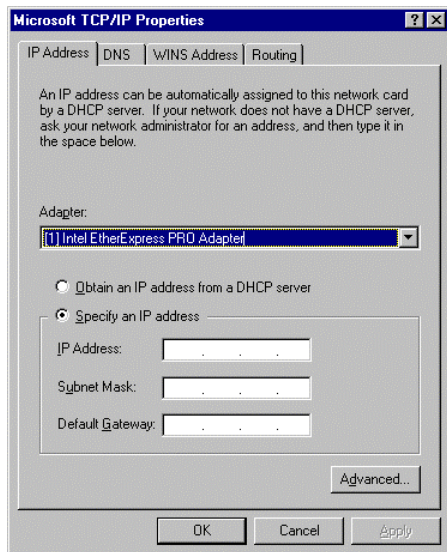 Microsoft TCP/IP Properties
IP Address DNS WINS Address Routing
An IP address can be automatically assigned to this network card
by a DHCP server. If your network does not have a DHCP server,
ask your network administrator for an address, and then type it in
the space below.
Adapter:
[1] Intel EtherExpress PRO Adapter
Obtain an IP address from a DHCP server
Specify an IP address
IP Address: . . .
Subnet Mask: . . .
Default Gateway: . . .
Advanced...
OK Cancel Apply